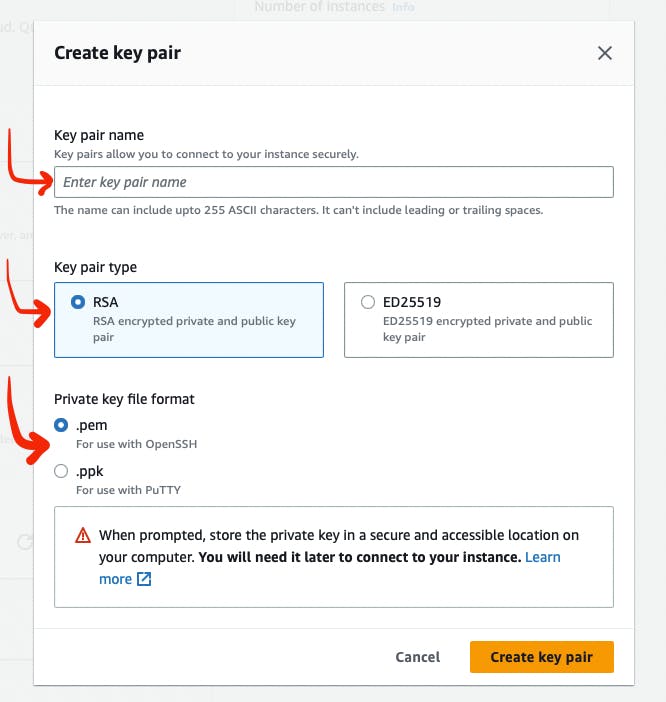 Number of Instances Info
Create key pair
Key pair name
Key pairs allow you to connect to your instance securely.
Enter key pair name
The name can include upto 255 ASCII characters. It can't include leading or trailing spaces.
Key pair type
RSA
RSA encrypted private and public key
pair
ED25519
ED25519 encrypted private and public
key pair
Private key file format
.pem
For use with OpenSSH
.ppk
For use with PuTTY
When prompted, store the private key in a secure and accessible location on
your computer. You will need it later to connect to your instance. Learn
more
Cancel
Create key pair